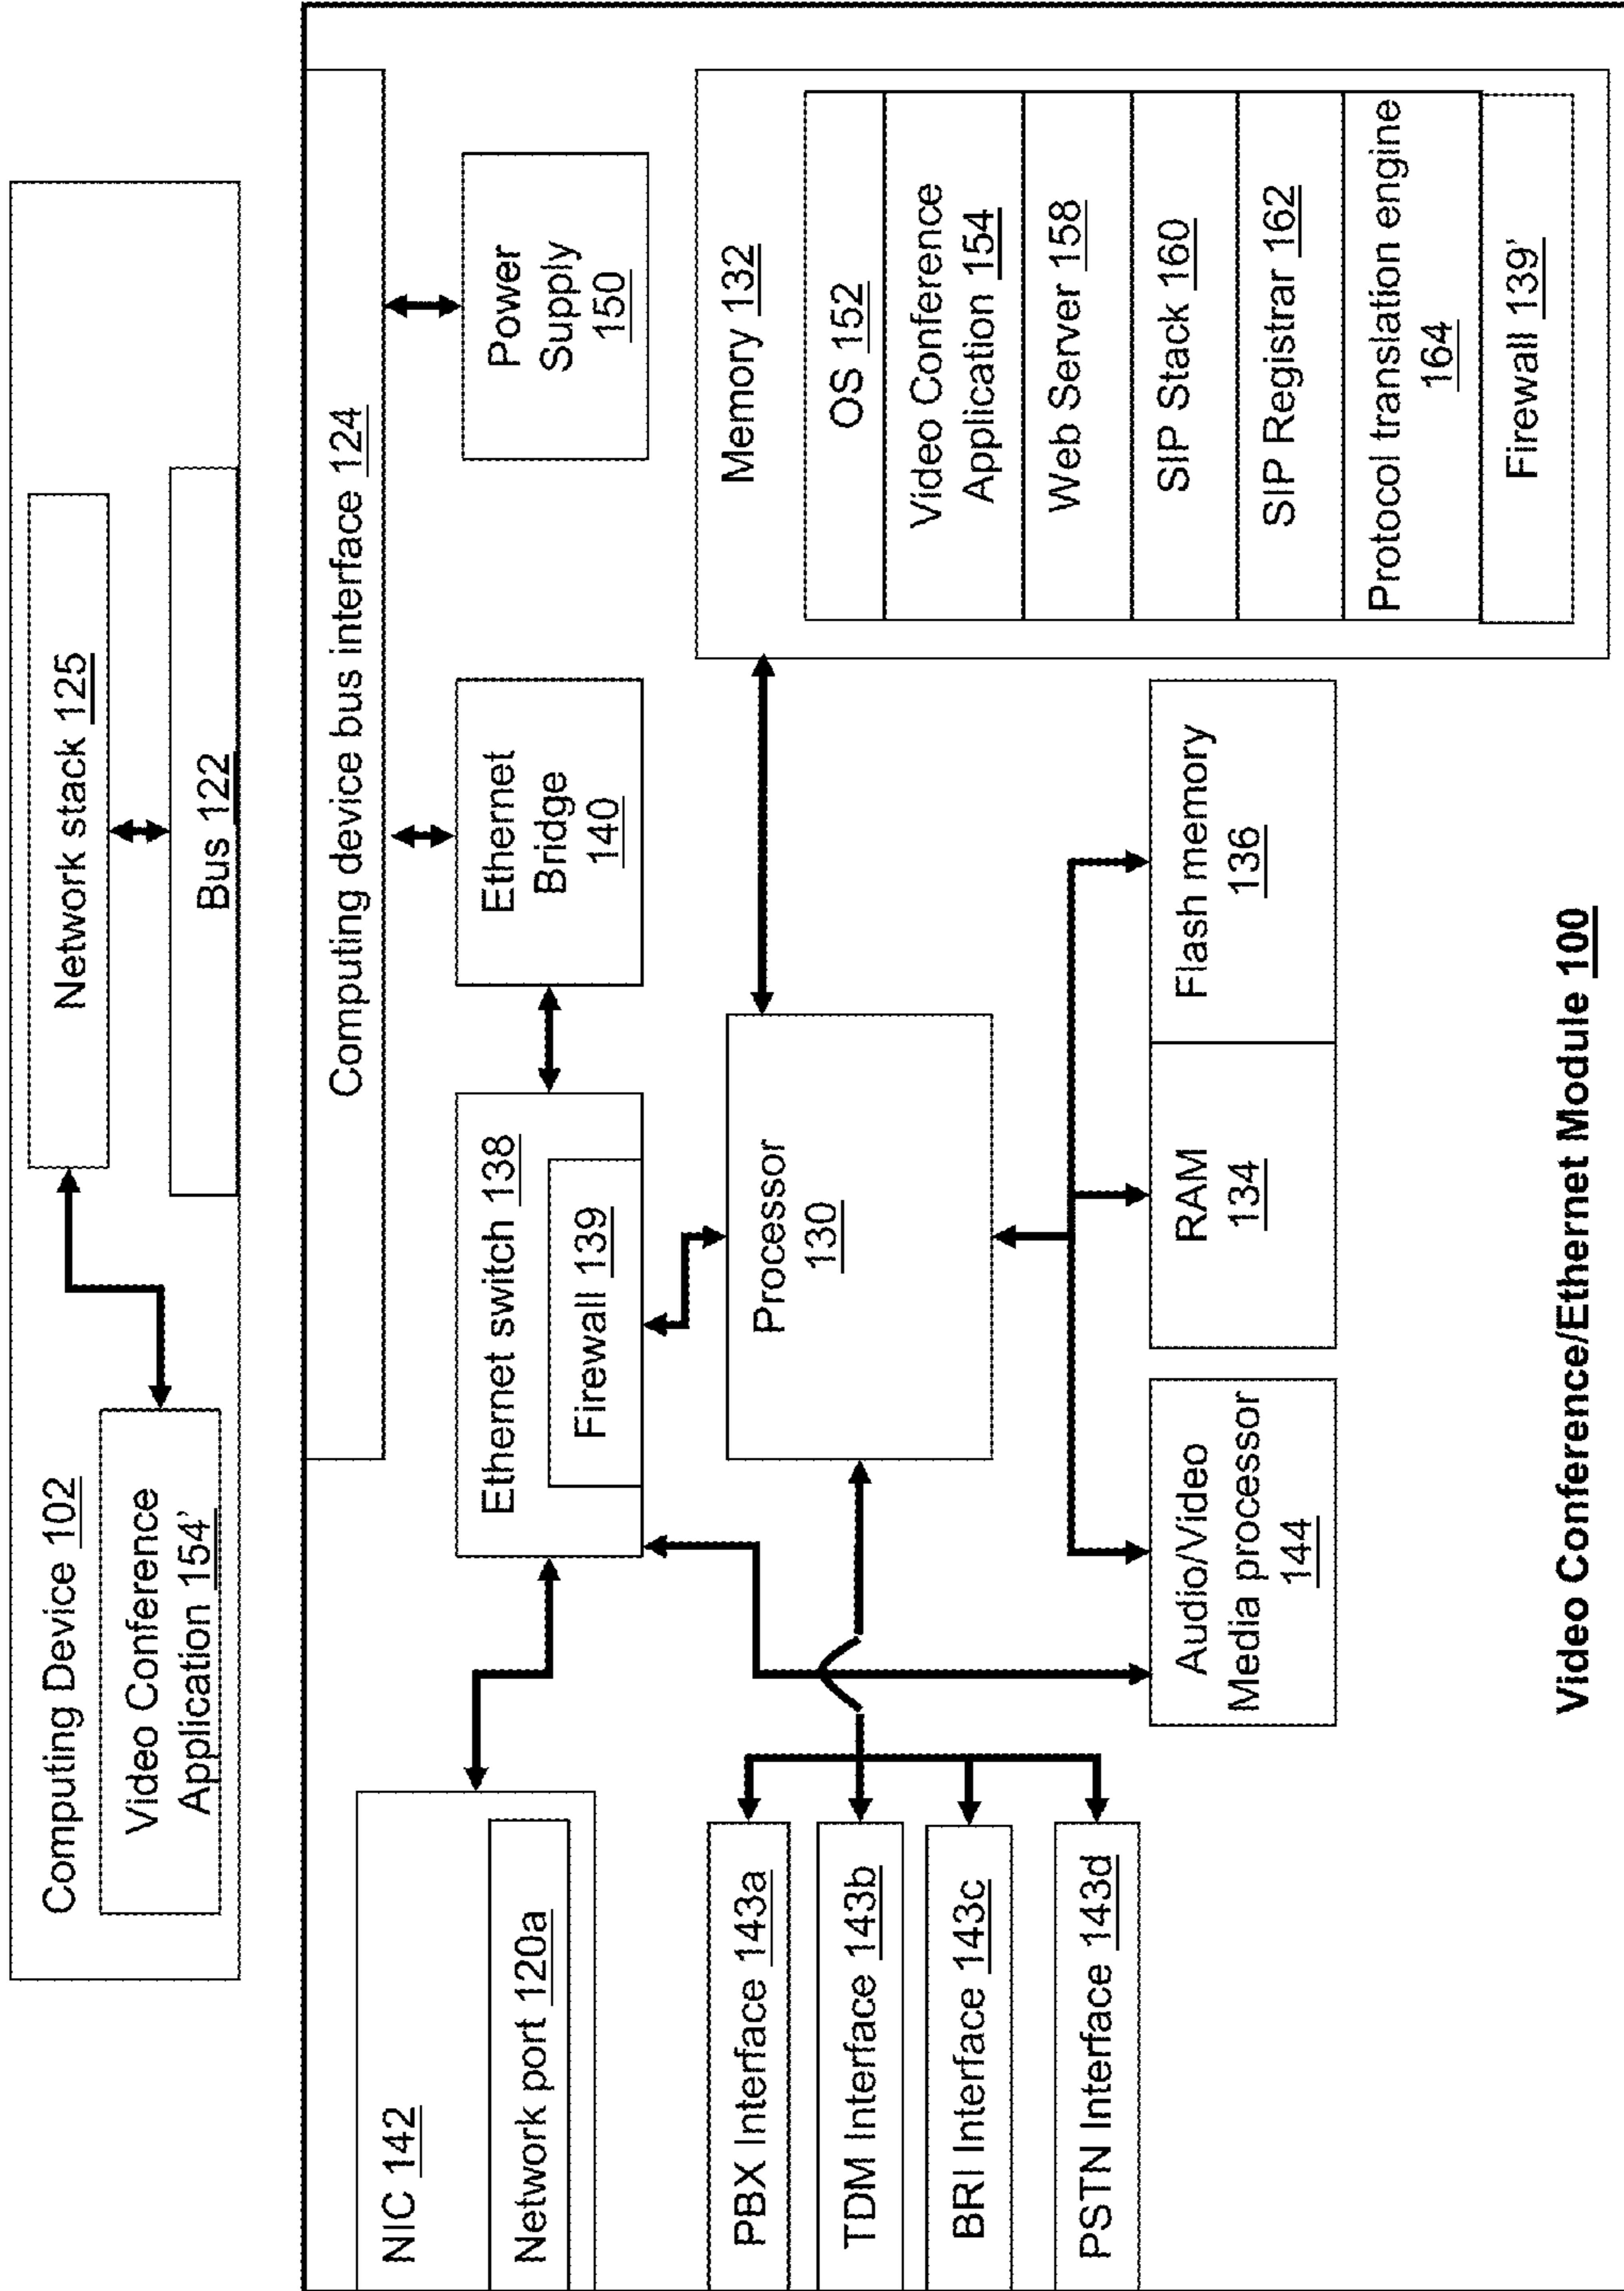 Computing Device 102
Video Conference
Application 154'
Network stack 125
Bus 122
Computing device bus interface 124
NIC 142
Network port 120a
Ethernet switch 138
Firewall 139
Ethernet
Bridge
140
Power
Supply
150
PBX Interface 143a
TDM Interface 143b
BRI Interface 143c
PSTN Interface 143d
Processor
130
Memory 132
OS 152
Video Conference
Application 154
Web Server 158
SIP Stack 160
SIP Registrar 162
Protocol translation engine
164
Firewall 139'
Audio/Video
Media processor
144
RAM
134
Flash memory
136
Video Conference/Ethernet Module 100